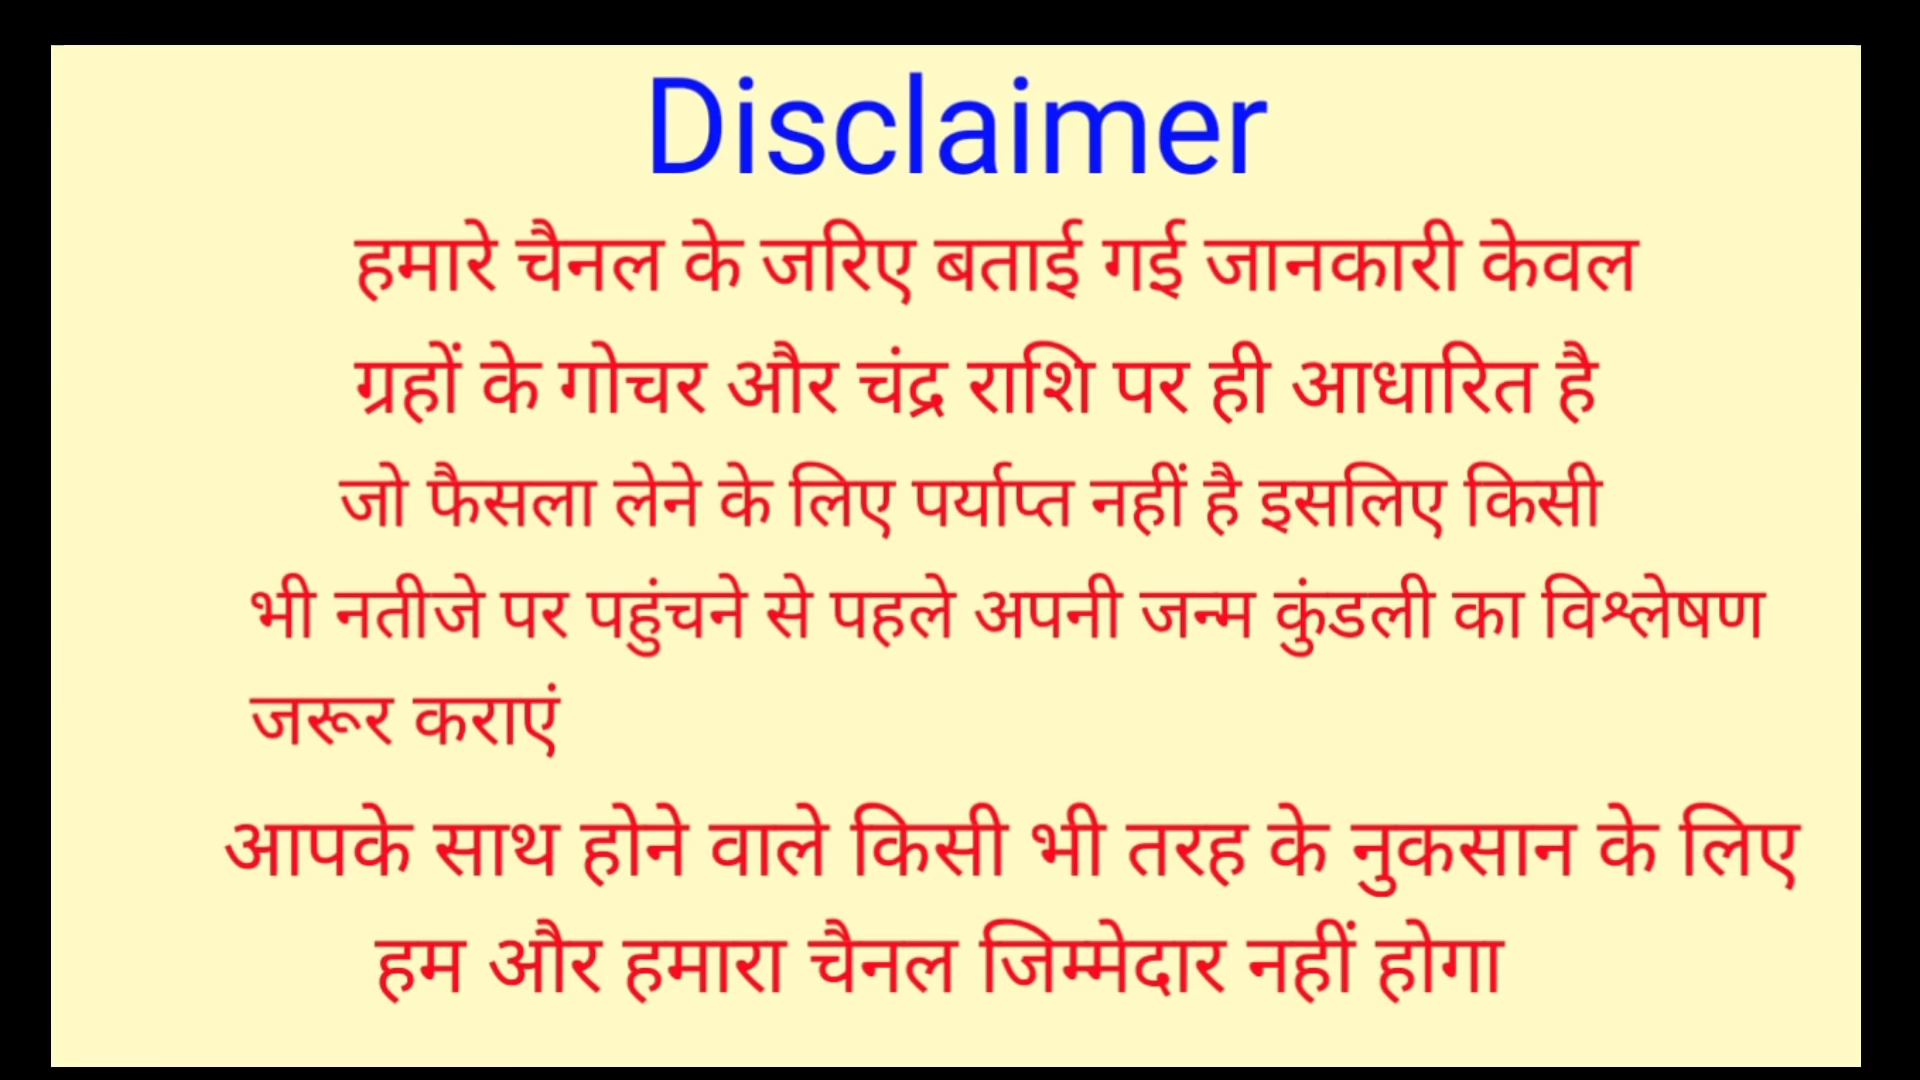 Disclaimer
हमारे चैनल के जरिए बताई गई जानकारी केवल
ग्रहों के गोचर और चंद्र राशि पर ही आधारित है
जो फैसला लेने के लिए पर्याप्त नहीं है इसलिए किसी
भी नतीजे पर पहुंचने से पहले अपनी जन्म कुंडली का विश्लेषण
जरूर कराएं
आपके साथ होने वाले किसी भी तरह के नुकसान के लिए
हम और हमारा चैनल जिम्मेदार नहीं होगा